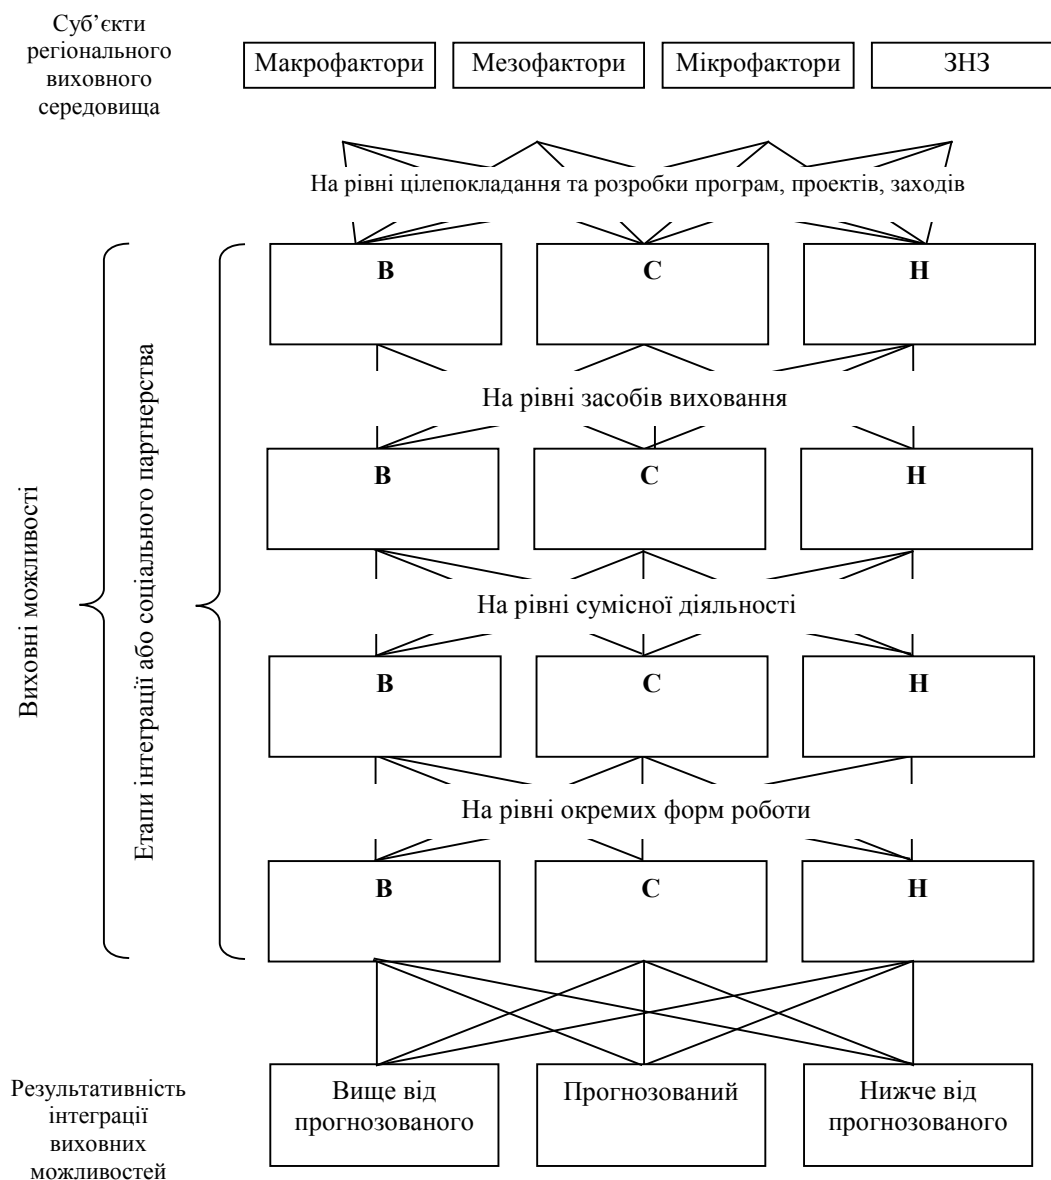 Суб’єкти
регіонального
виховного
середовища
Макрофактори
Мезофактори
Мікрофактори
ЗНЗ
На рівні цілепокладання та розробки програм, проектів, заходів
В
С
Н
На рівні засобів виховання
В
С
Н
На рівні сумісної діяльності
В
С
Н
На рівні окремих форм роботи
В
С
Н
Виховні можливості
Етапи інтеграції або соціального партнерства
Результативність
інтеграції
виховних
можливостей
Вище від
прогнозованого
Прогнозований
Нижче від
прогнозованого